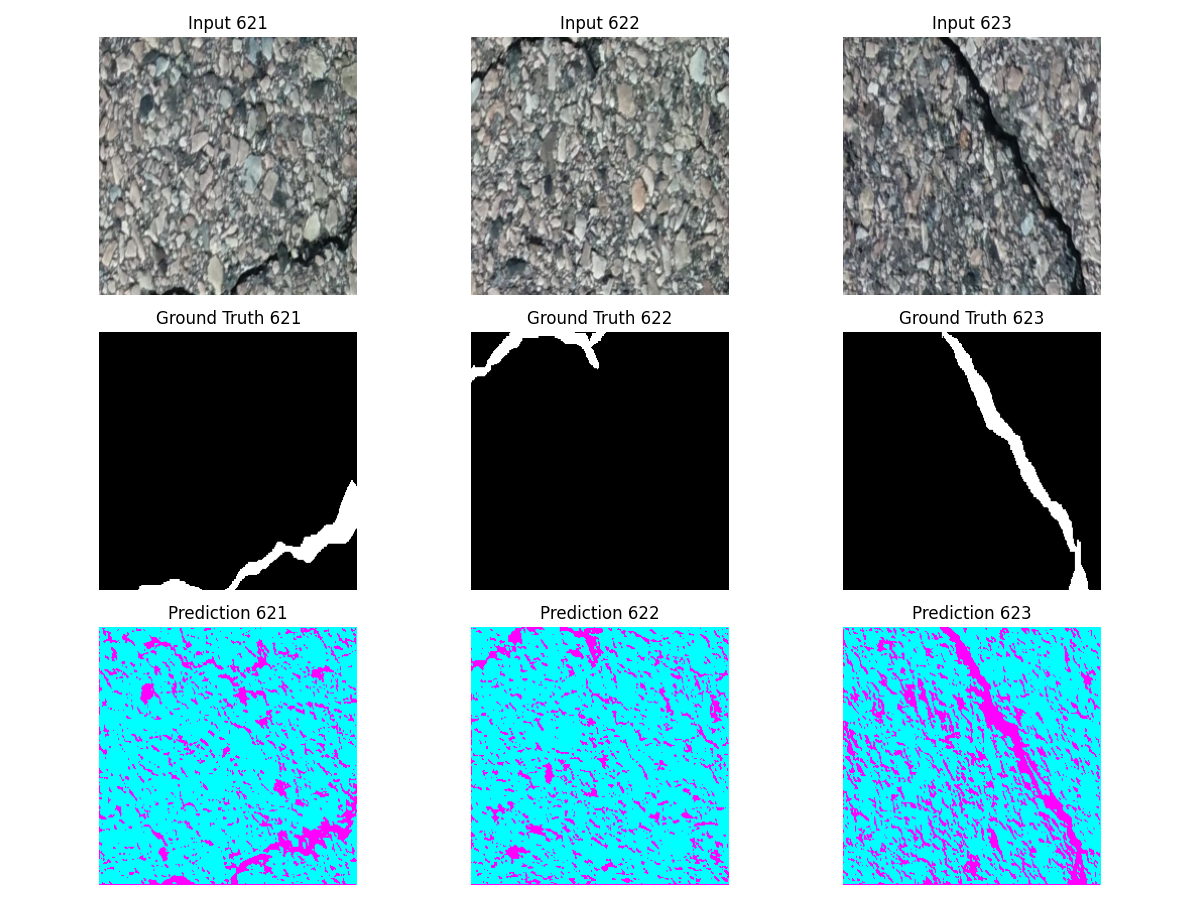 Input 621
Input 622
Input 623
Ground Truth 621
Ground Truth 622
Ground Truth 623
Prediction 621
Prediction 622
Prediction 623